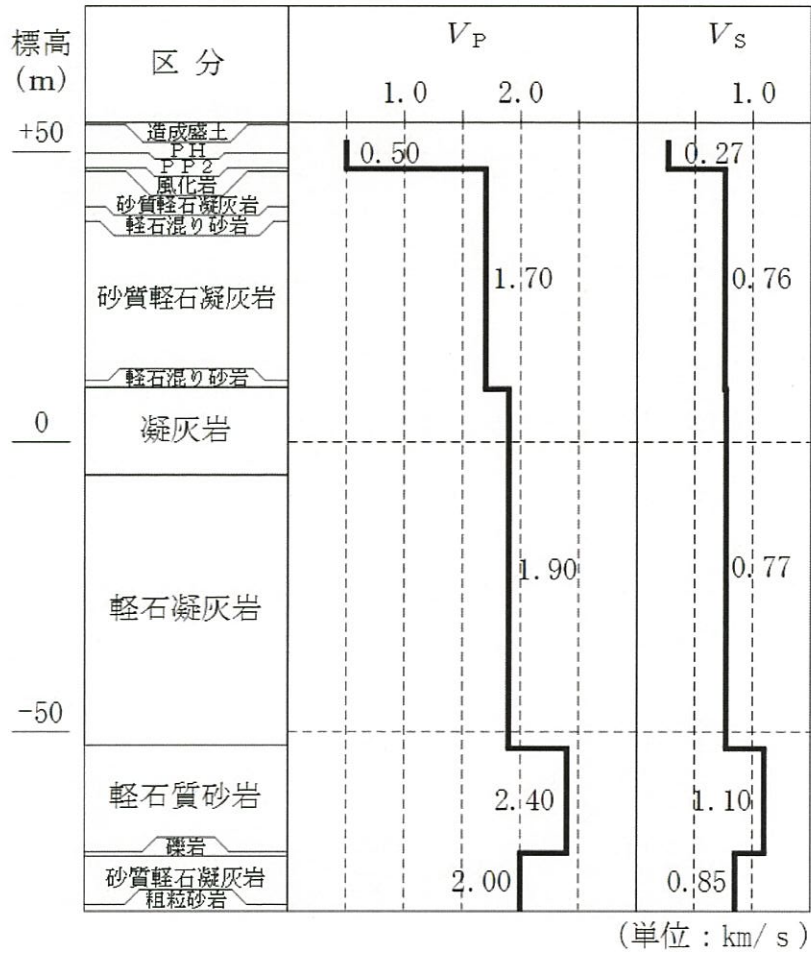 標高
(m)
区 分
VP
VS
1.0
2.0
1.0
+50
造成盛土
PH
PP2
風化岩
砂質軽石凝灰岩
軽石混り砂岩
0.50
0.27
砂質軽石凝灰岩
1.70
0.76
軽石混り砂岩
0
凝灰岩
軽石凝灰岩
1.90
0.77
-50
軽石質砂岩
2.40
1.10
礫岩
砂質軽石凝灰岩
2.00
0.85
粗粒砂岩
(単位：km/s)